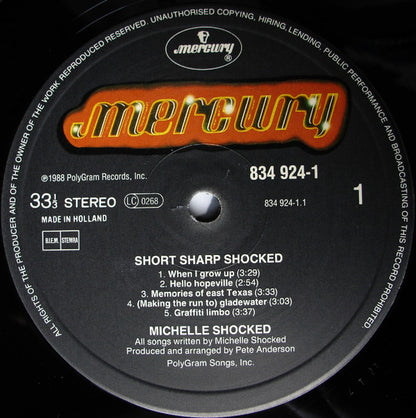 ALL RIGHTS OF THE PRODUCER AND OF THE OWNER OF THE WORK REPRODUCED RESERVED. UNAUTHORISED COPYING, HIRING, LENDING, PUBLIC PERFORMANCE AND BROADCASTING OF THIS RECORD PROHIBITED.
mercury
®
mercury
℗1988 PolyGram Records, Inc.
834 924-1
33⅓ STEREO
LC 0268
834 924-1.1
1
MADE IN HOLLAND
B.I.E.M. STEMRA
SHORT SHARP SHOCKED
1. When I grow up (3:29)
2. Hello hopeville (2:54)
3. Memories of east Texas (3:33)
4. (Making the run to) gladewater (3:03)
5. Graffiti limbo (3:37)
MICHELLE SHOCKED
All songs written by Michelle Shocked
Produced and arranged by Pete Anderson
PolyGram Songs, Inc.